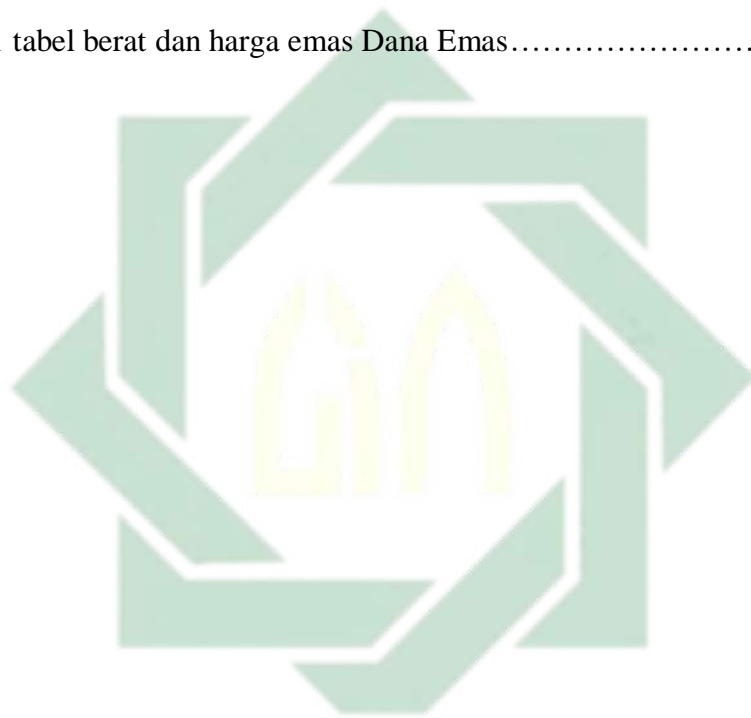 tabel berat dan harga emas Dana Emas……………………